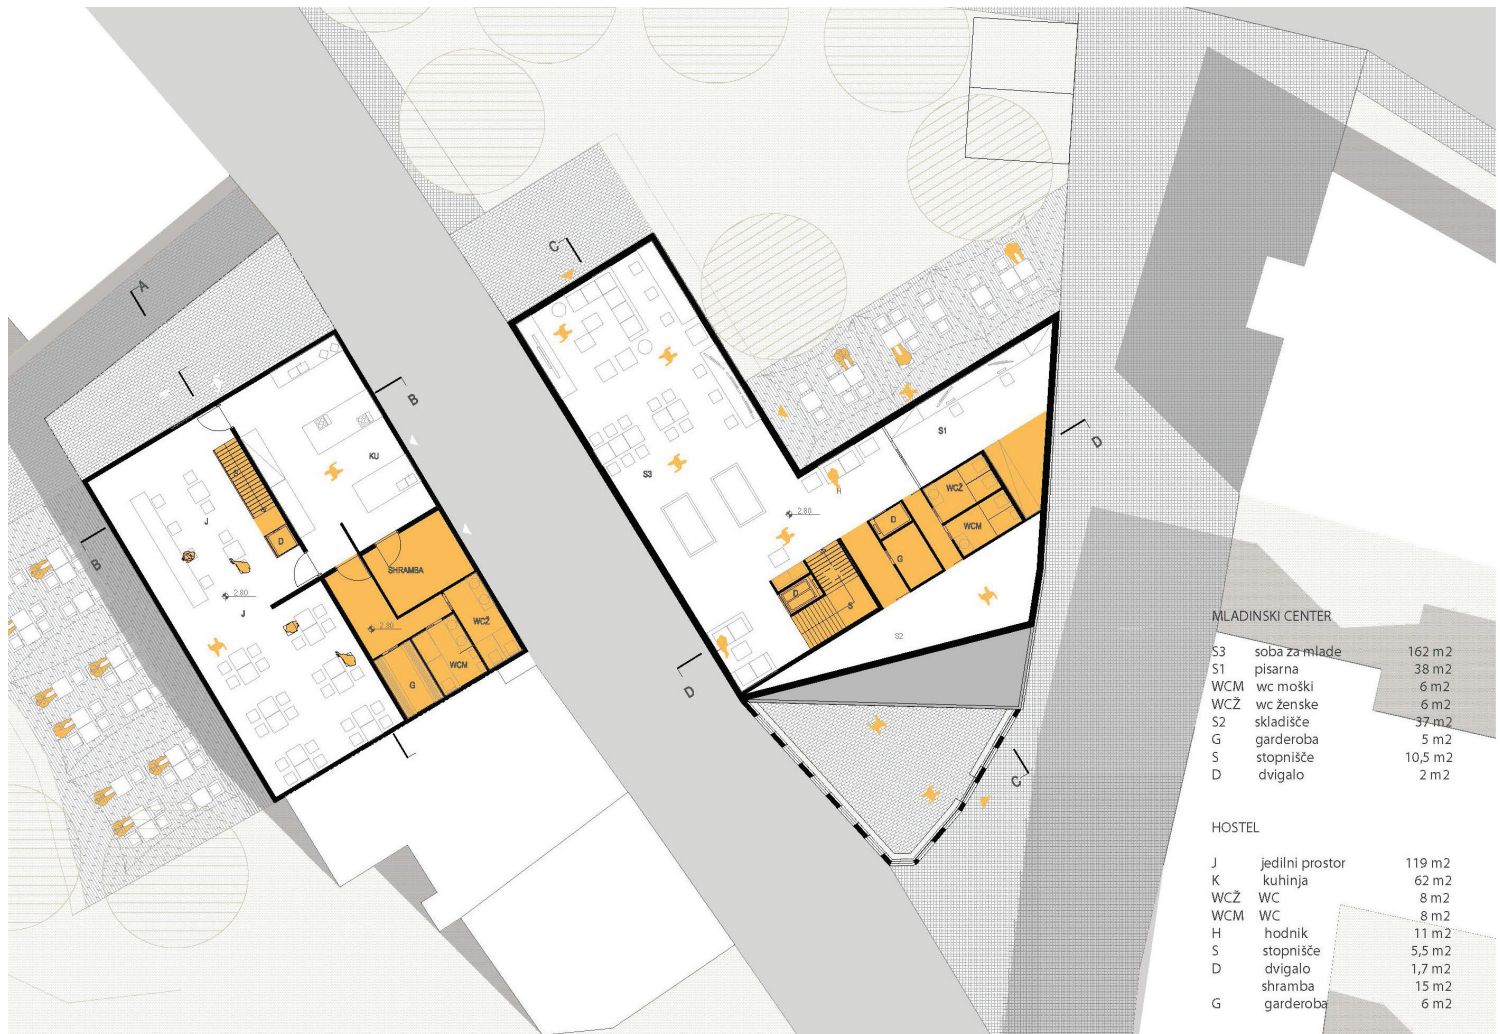 C
A
B
D
S1
KU
S3
S
J
S
WCŽ
H
2.80
D
WCM
B
D
S
SHRAMBA
G
D
2.80
J
S
2.80
WCŽ
S2
WCM
G
D
C
MLADINSKI CENTER
S3 soba za mlade 162 m2
S1 pisarna 38 m2
WCM wc moški 6 m2
WCŽ wc ženske 6 m2
S2 skladišče 37 m2
G garderoba 5 m2
S stopnišče 10,5 m2
D dvigalo 2 m2
HOSTEL
J jedilni prostor 119 m2
K kuhinja 62 m2
WCŽ WC 8 m2
WCM WC 8 m2
H hodnik 11 m2
S stopnišče 5,5 m2
D dvigalo 1,7 m2
shramba 15 m2
G garderoba 6 m2